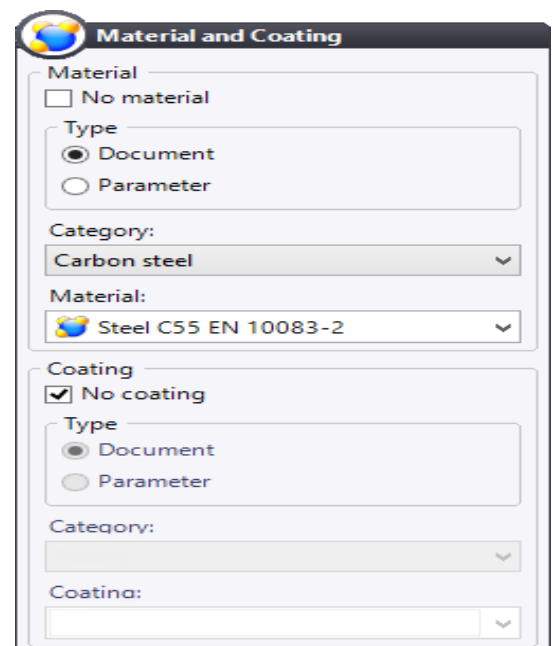 Material and Coating
Material
No material
Type
Document
Parameter
Category:
Carbon steel
Material:
Steel C55 EN 10083-2
Coating
No coating
Type
Document
Parameter
Category:
Coating: